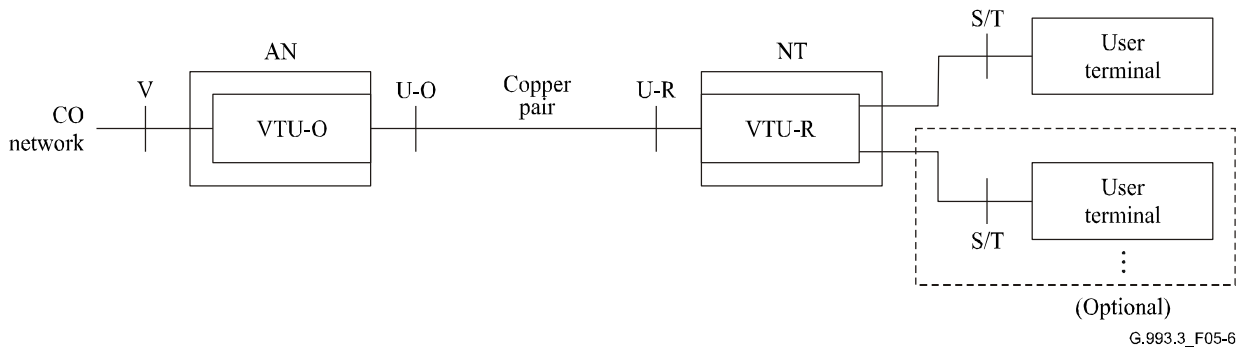 AN
NT
S/T
User
terminal
V
U-O
Copper
pair
U-R
CO
network
VTU-O
VTU-R
User
terminal
S/T
(Optional)
G.993.3_F05-6